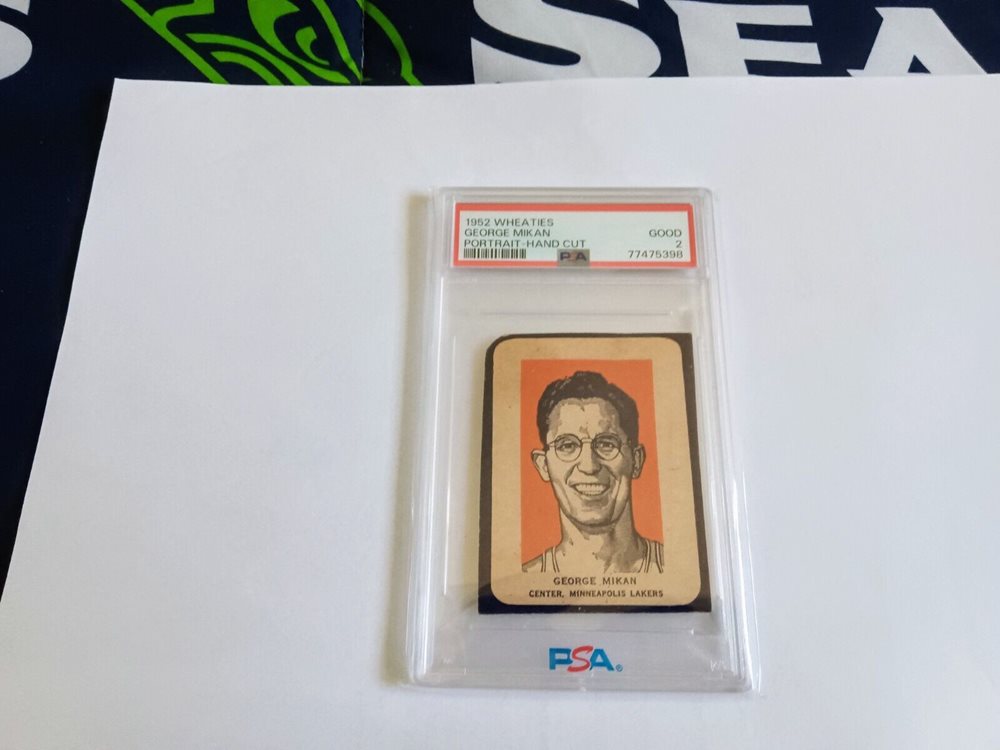 S SEA
1952 WHEATIES
GEORGE MIKAN GOOD
PORTRAIT-HAND CUT 2
PSA 77475398
GEORGE MIKAN
CENTER, MINNEAPOLIS LAKERS
PSA®